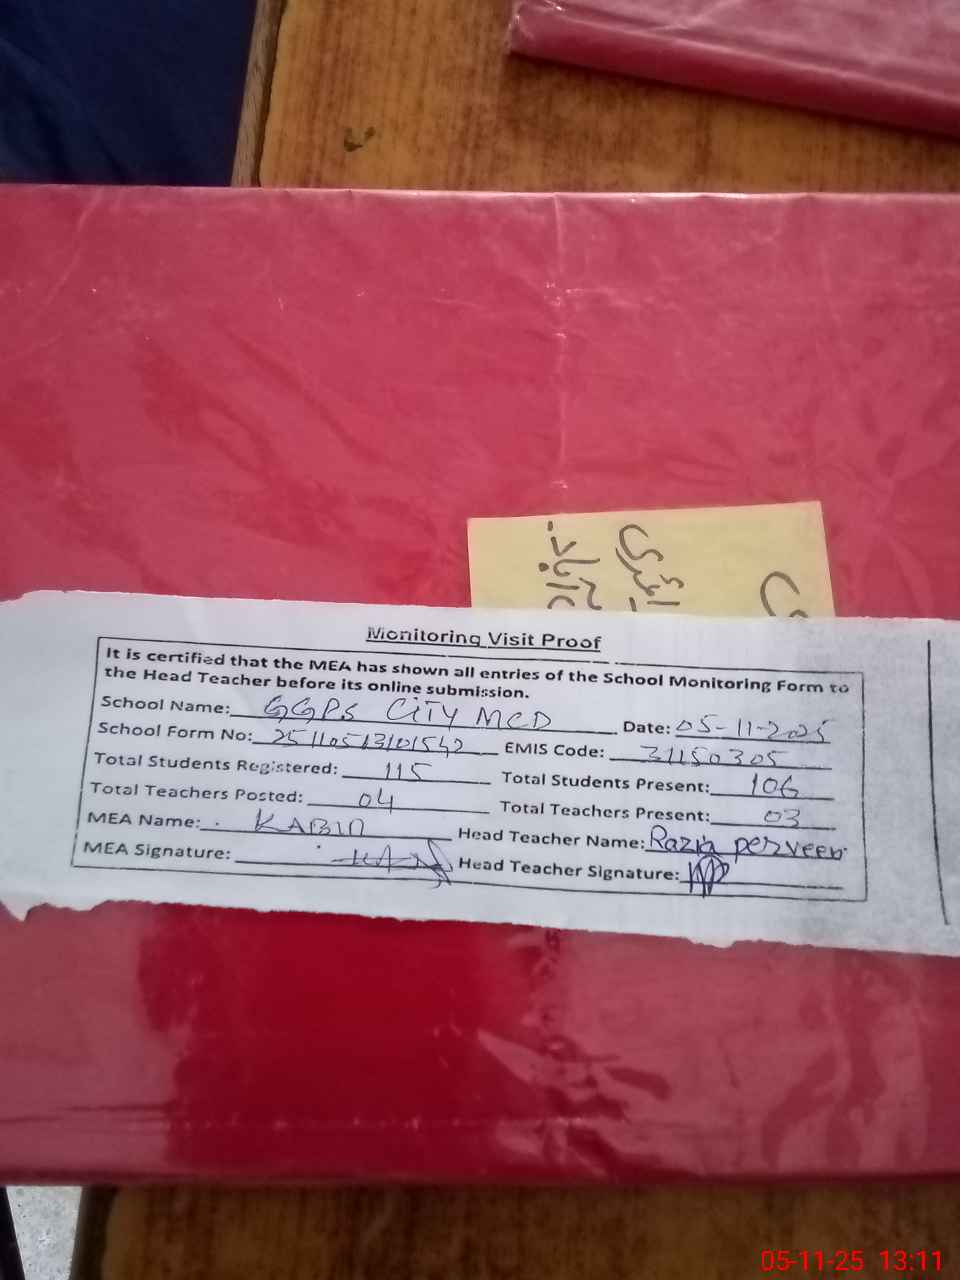 Monitoring Visit Proof
It is certified that the MEA has shown all entries of the School Monitoring Form to
the Head Teacher before its online submission.
School Name: GGPS CITY MCD Date: 05-11-2025
School Form No: 25110513101542 EMIS Code: 31150305
Total Students Registered: 115 Total Students Present: 106
Total Teachers Posted: 04 Total Teachers Present: 03
MEA Name: KABIR Head Teacher Name: Razia perveen
MEA Signature: Head Teacher Signature:
05-11-25 13:11